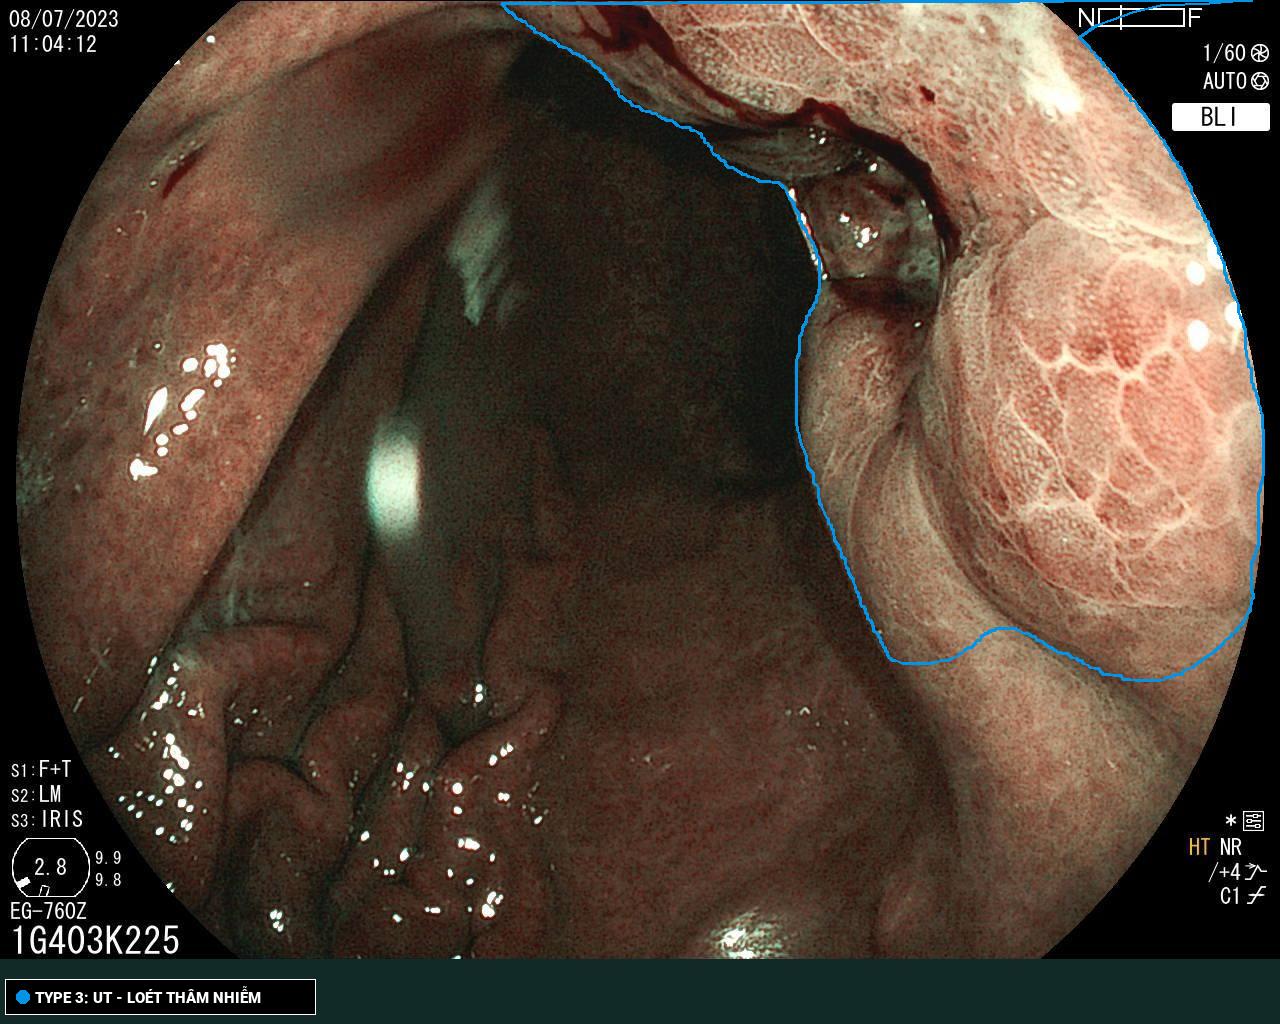 08/07/2023
11:04:12
N F
1/60
AUTO
BLI
S1:F+T
S2:LM
S3:IRIS
2.8
9.9
9.8
EG-760Z
1G403K225
*
HT NR
/+4
C1
TYPE 3: UT - LOÉT THÂM NHIỄM